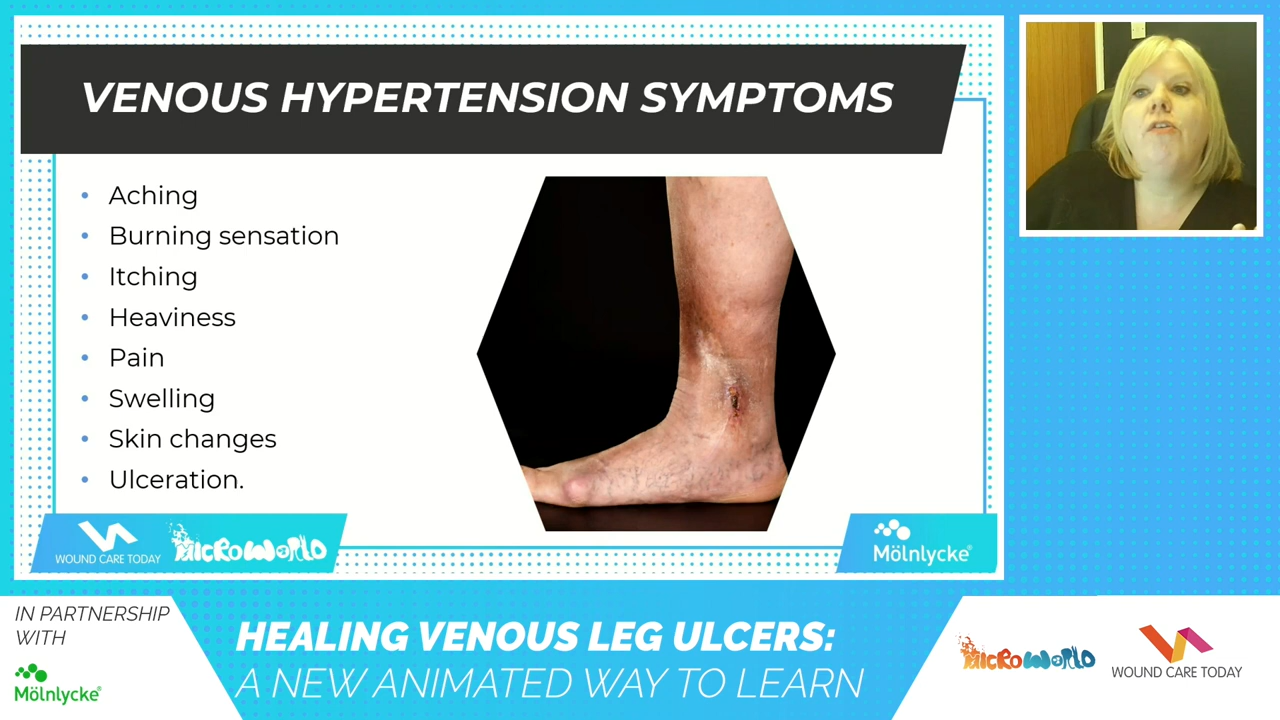 VENOUS HYPERTENSION SYMPTOMS
• Aching
• Burning sensation
• Itching
• Heaviness
• Pain
• Swelling
• Skin changes
• Ulceration.
WOUND CARE TODAY
MICROWORLD
Mölnlycke®
IN PARTNERSHIP
WITH
Mölnlycke®
HEALING VENOUS LEG ULCERS:
A NEW ANIMATED WAY TO LEARN
MICROWORLD
WOUND CARE TODAY